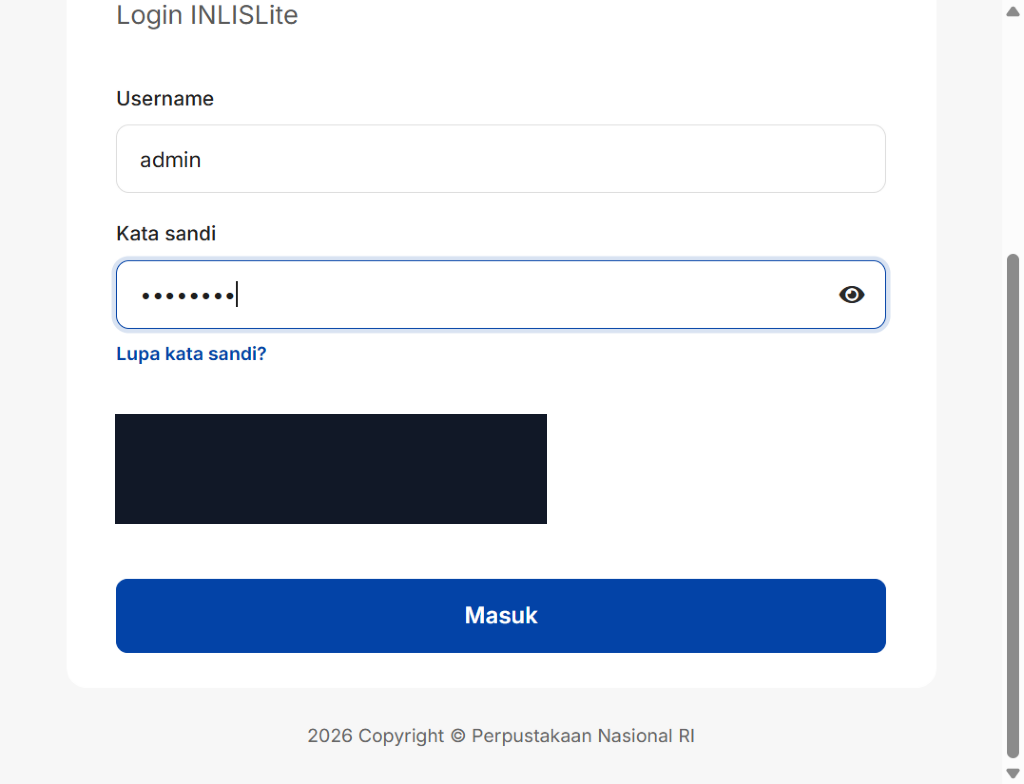 Login INLISLite
Username
admin
Kata sandi
••••••••
Lupa kata sandi?
Masuk
2026 Copyright © Perpustakaan Nasional RI